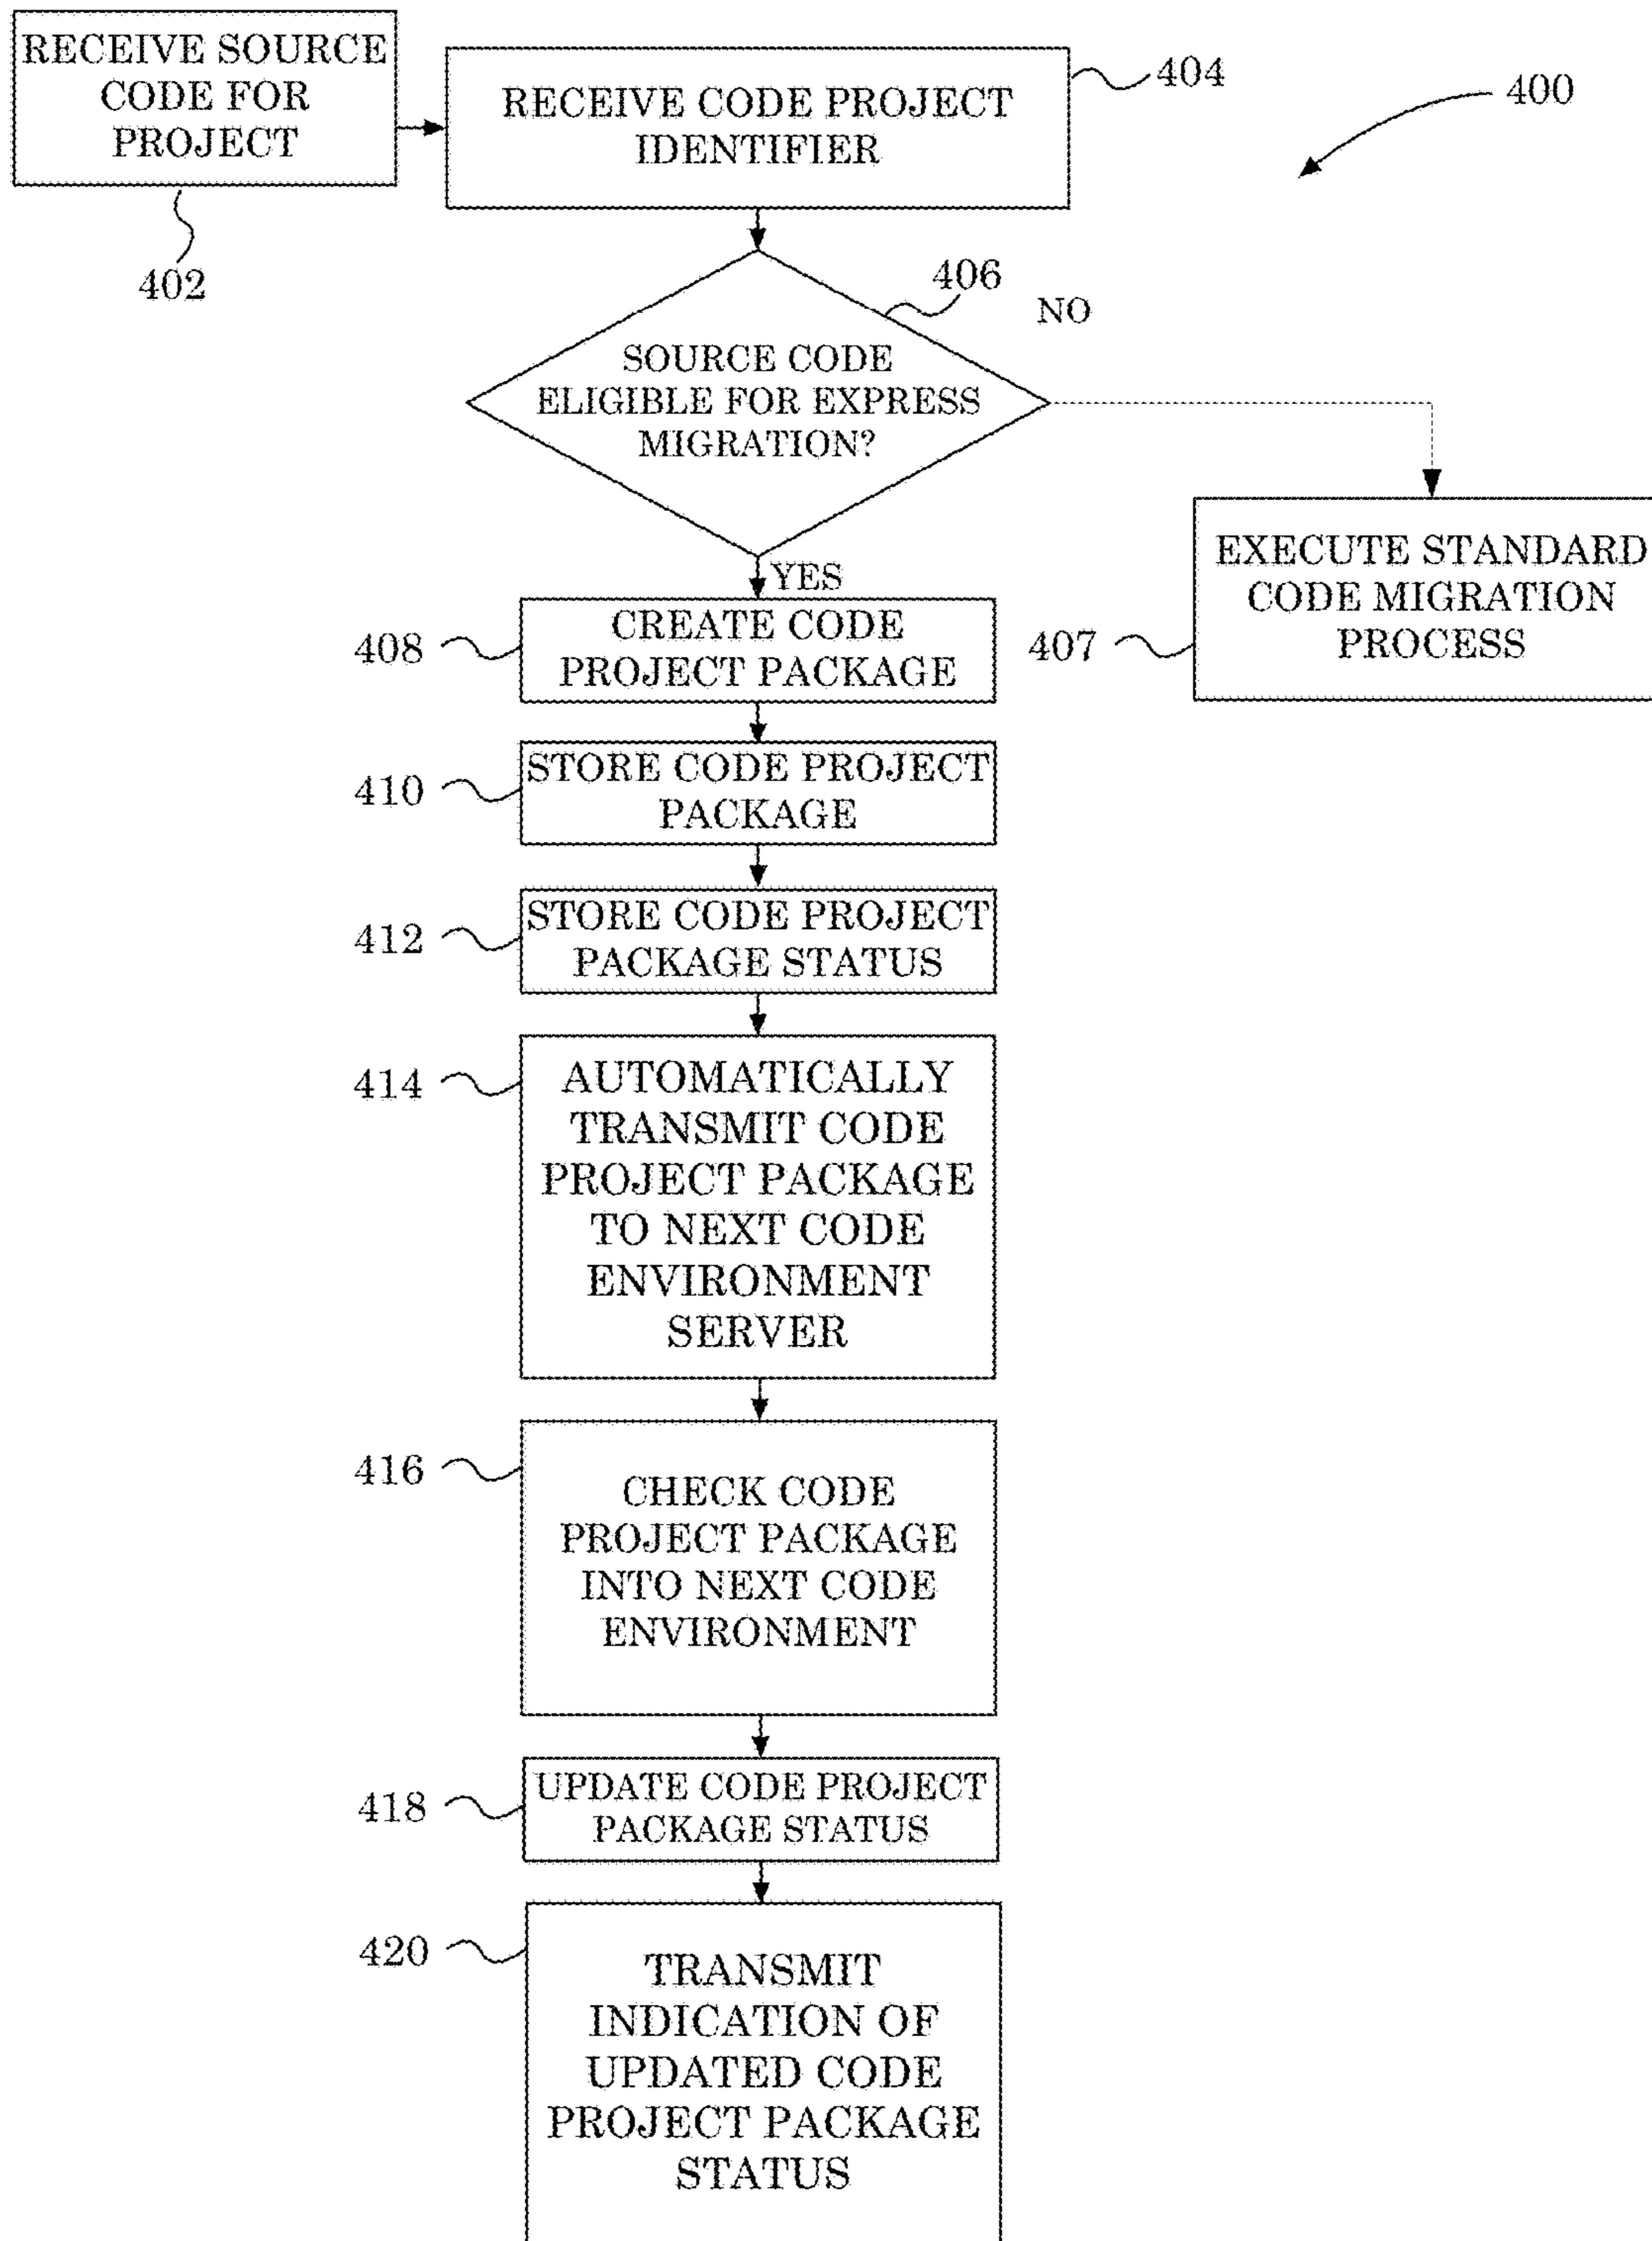 RECEIVE SOURCE
CODE FOR
PROJECT
402
RECEIVE CODE PROJECT
IDENTIFIER
404
400
406
NO
SOURCE CODE
ELIGIBLE FOR EXPRESS
MIGRATION?
YES
EXECUTE STANDARD
CODE MIGRATION
PROCESS
407
408
CREATE CODE
PROJECT PACKAGE
410
STORE CODE PROJECT
PACKAGE
412
STORE CODE PROJECT
PACKAGE STATUS
414
AUTOMATICALLY
TRANSMIT CODE
PROJECT PACKAGE
TO NEXT CODE
ENVIRONMENT
SERVER
416
CHECK CODE
PROJECT PACKAGE
INTO NEXT CODE
ENVIRONMENT
418
UPDATE CODE PROJECT
PACKAGE STATUS
420
TRANSMIT
INDICATION OF
UPDATED CODE
PROJECT PACKAGE
STATUS